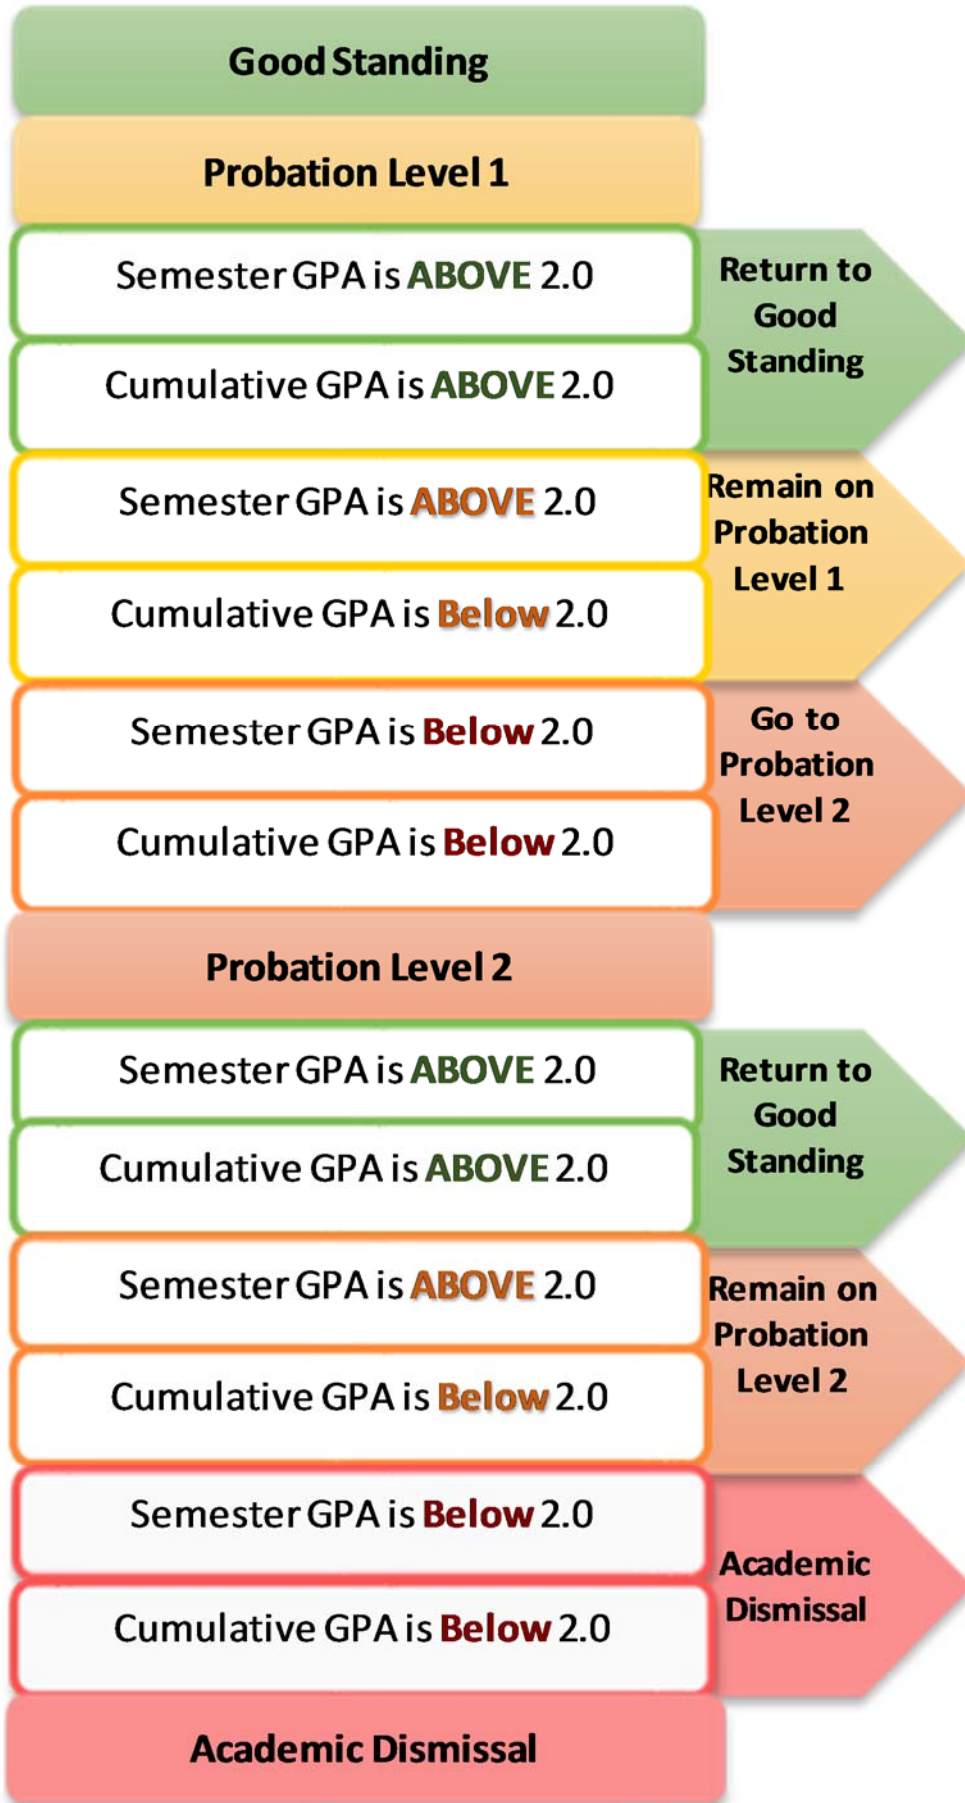 Good Standing
Probation Level 1
Semester GPA is ABOVE 2.0
Cumulative GPA is ABOVE 2.0
Return to
Good
Standing
Semester GPA is ABOVE 2.0
Cumulative GPA is Below 2.0
Remain on
Probation
Level 1
Semester GPA is Below 2.0
Cumulative GPA is Below 2.0
Go to
Probation
Level 2
Probation Level 2
Semester GPA is ABOVE 2.0
Cumulative GPA is ABOVE 2.0
Return to
Good
Standing
Semester GPA is ABOVE 2.0
Cumulative GPA is Below 2.0
Remain on
Probation
Level 2
Semester GPA is Below 2.0
Cumulative GPA is Below 2.0
Academic
Dismissal
Academic Dismissal